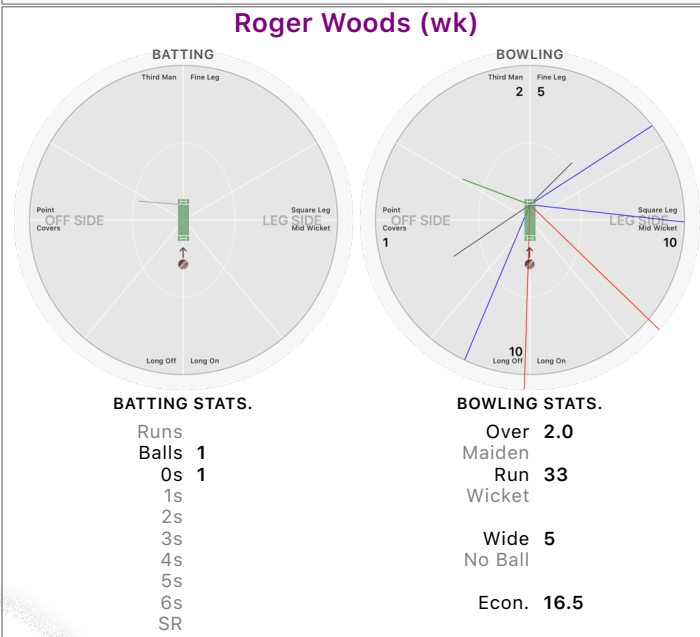 Roger Woods (wk)
BATTING
Third Man Fine Leg
Point
OFF SIDE
Covers
Square Leg
LEG SIDE
Mid Wicket
Long Off Long On
BATTING STATS.
Runs
Balls 1
0s 1
1s
2s
3s
4s
5s
6s
SR
BOWLING
Third Man Fine Leg
2 5
Point
OFF SIDE
Covers
1
Square Leg
LEG SIDE
Mid Wicket
10
10
Long Off Long On
BOWLING STATS.
Over 2.0
Maiden
Run 33
Wicket
Wide 5
No Ball
Econ. 16.5